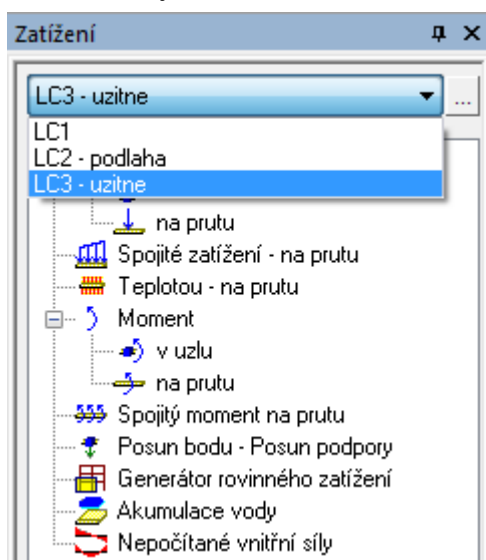 Zatížení
LC3 - uzitne
...
LC1
LC2 - podlaha
LC3 - uzitne
na prutu
Spojité zatížení - na prutu
Teplotou - na prutu
Moment
v uzlu
na prutu
Spojitý moment na prutu
Posun bodu - Posun podpory
Generátor rovinného zatížení
Akumulace vody
Nepočítané vnitřní síly